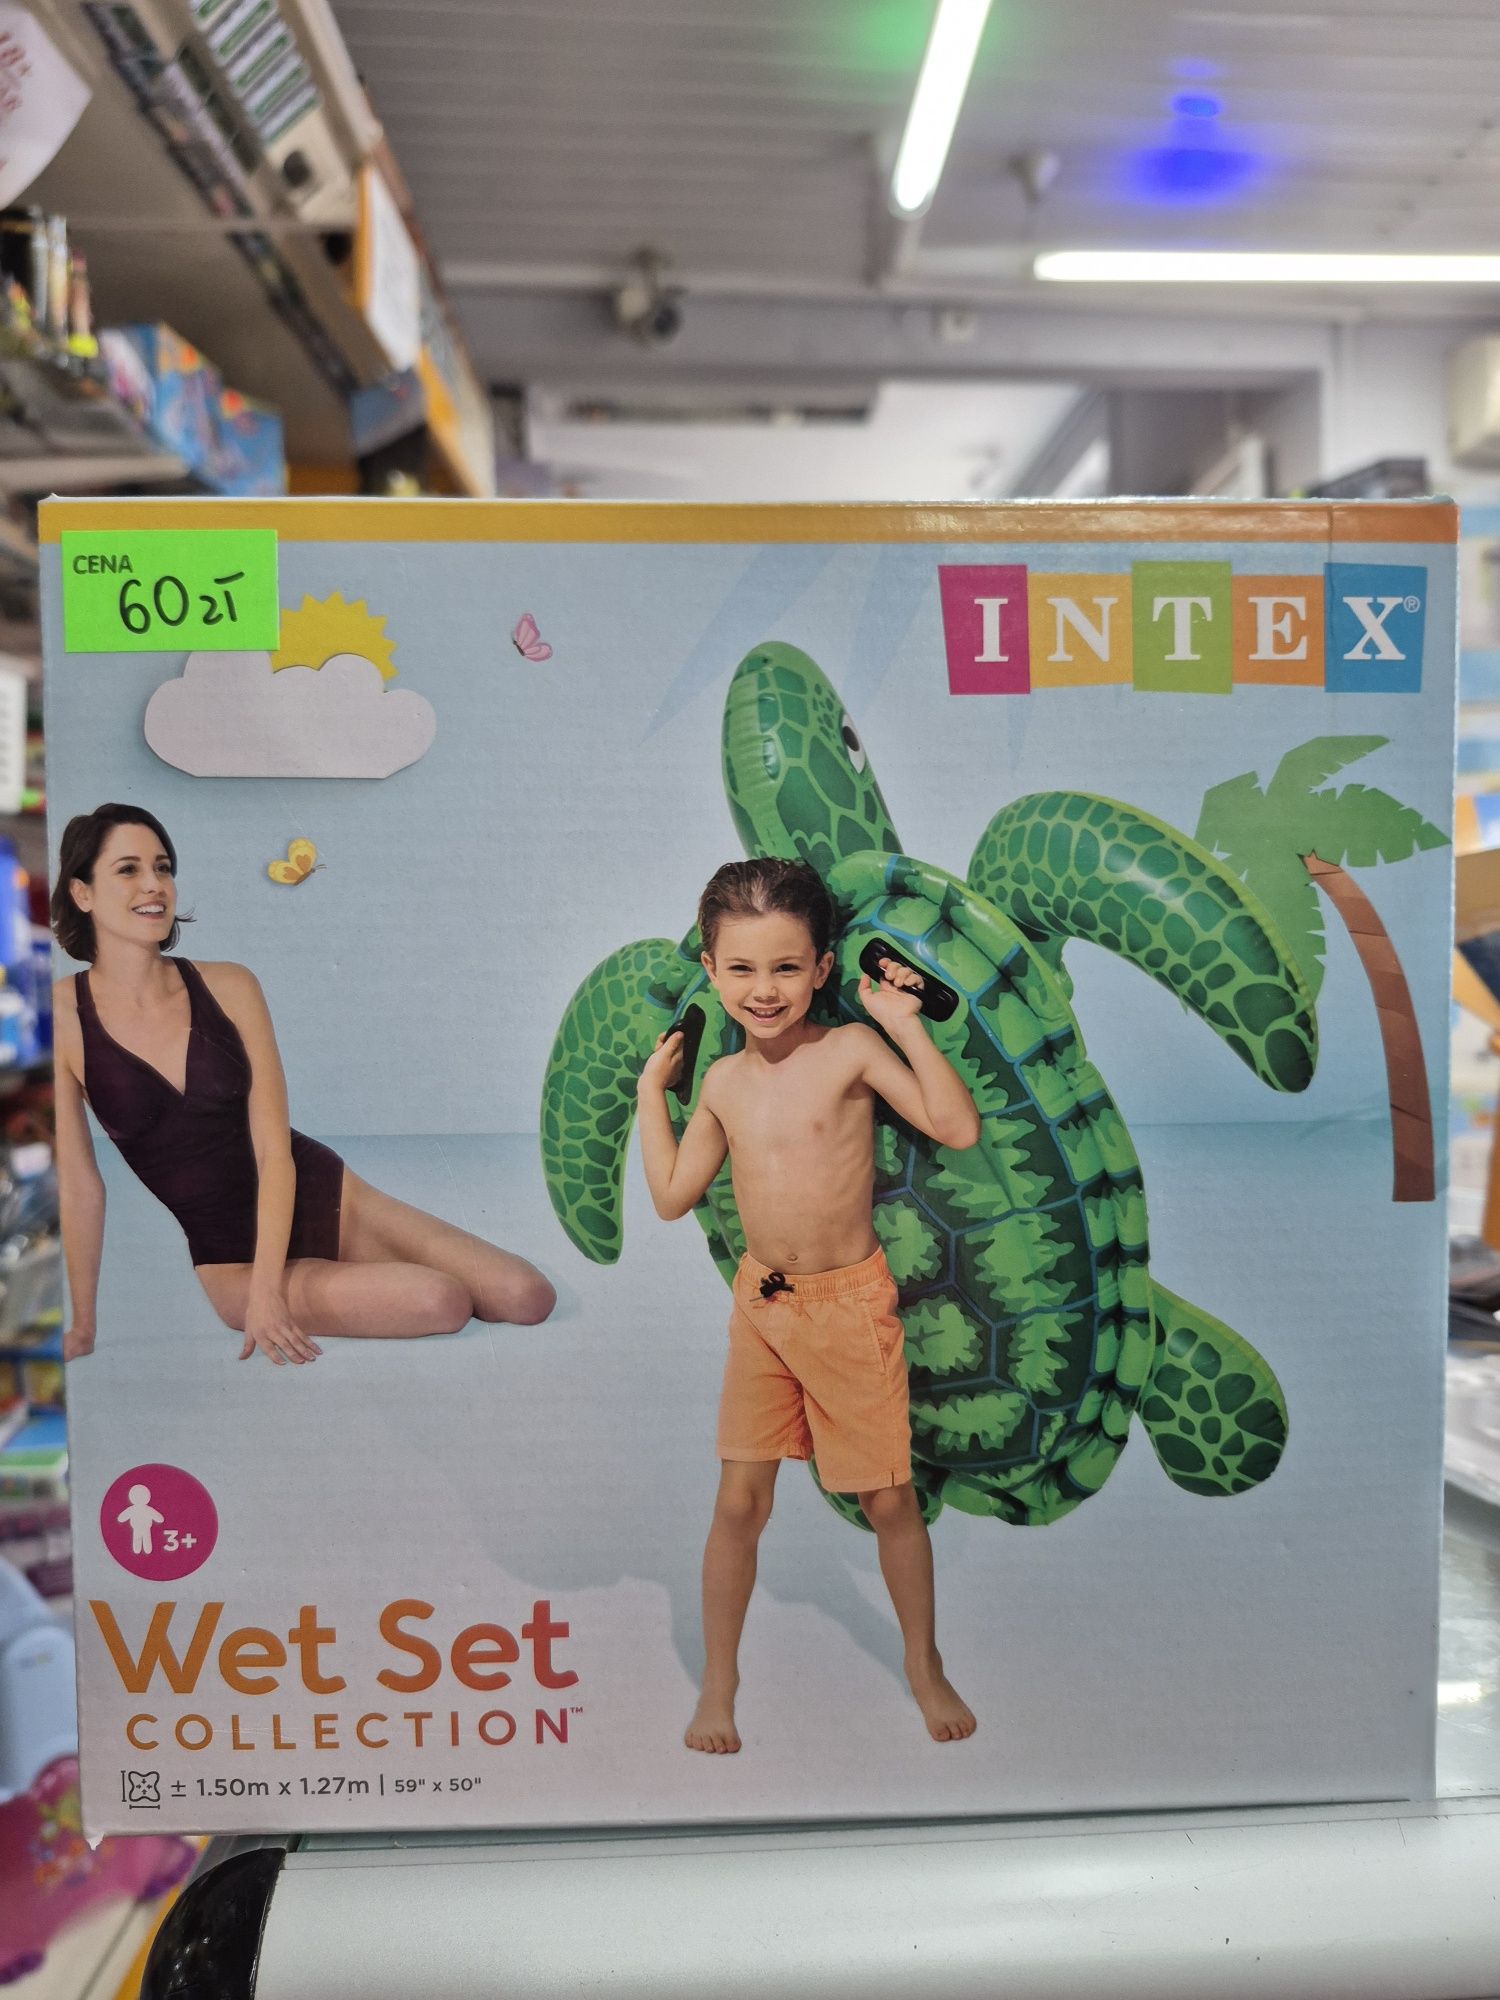 CENA
60 zł
INTEX®
3+
Wet Set
COLLECTION™
± 1.50m x 1.27m | 59" x 50"